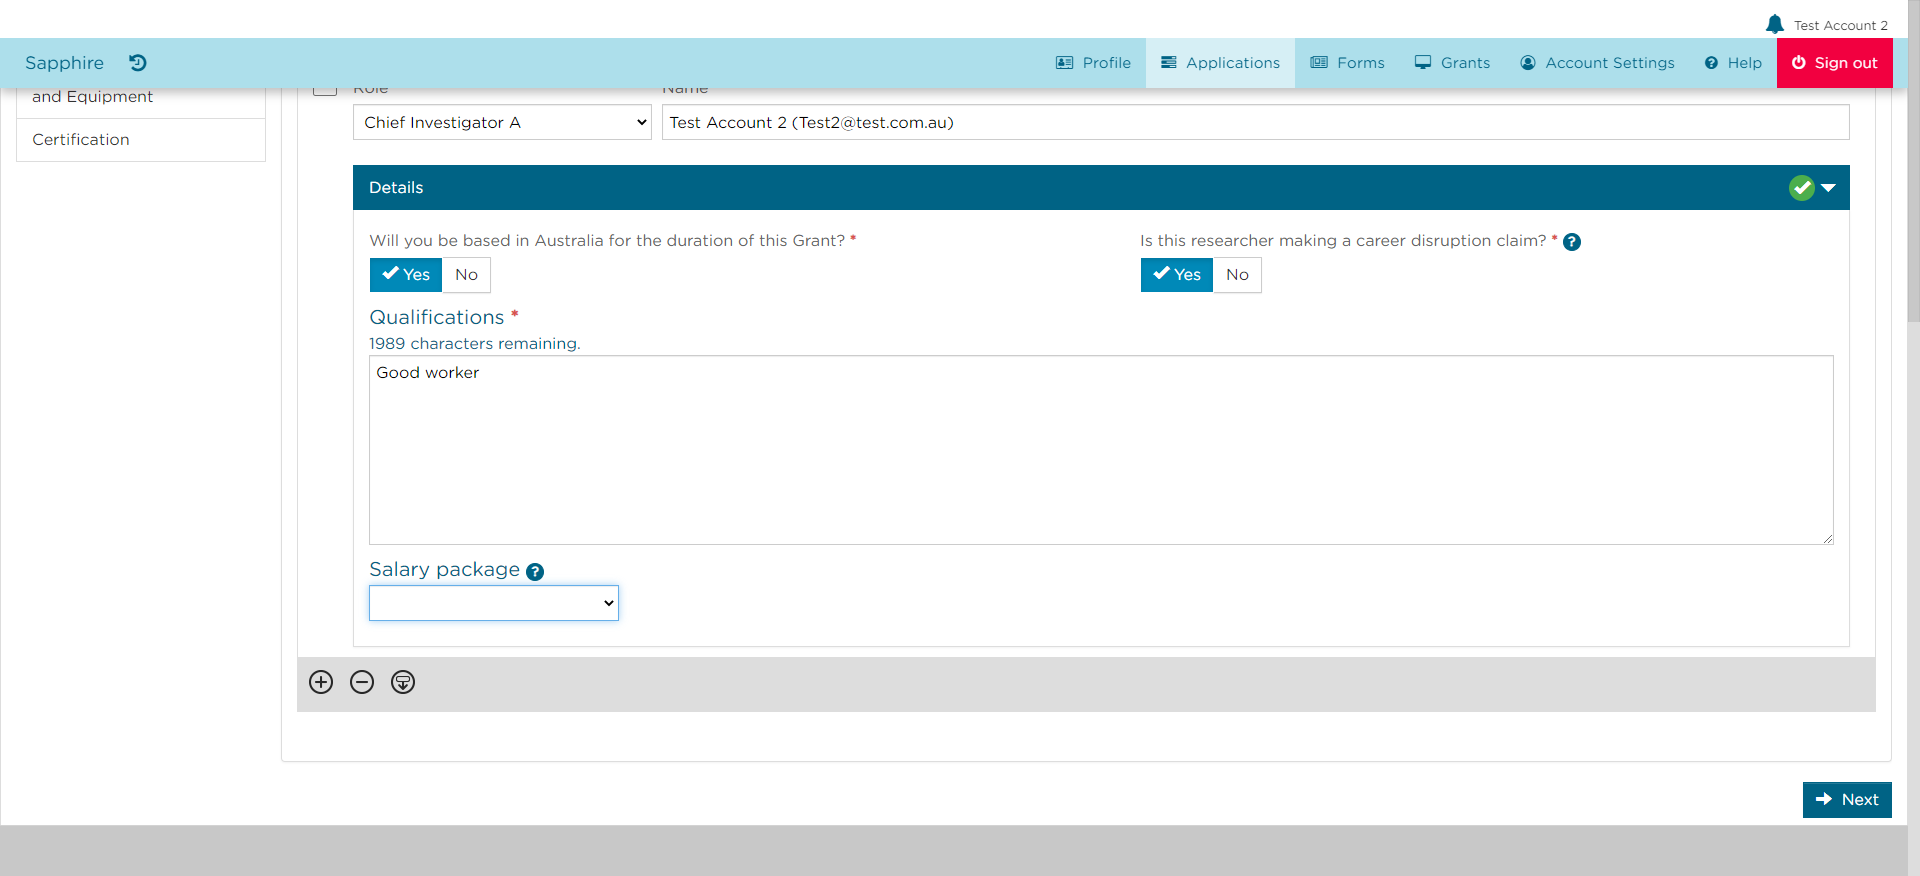 Test Account 2
Sapphire
Profile
Applications
Forms
Grants
Account Settings
Help
Sign out
and Equipment
Certification
Role
Name
Chief Investigator A
Test Account 2 (Test2@test.com.au)
Details
Will you be based in Australia for the duration of this Grant? *
Is this researcher making a career disruption claim? *
Yes No
Yes No
Qualifications *
1989 characters remaining.
Good worker
Salary package
Next